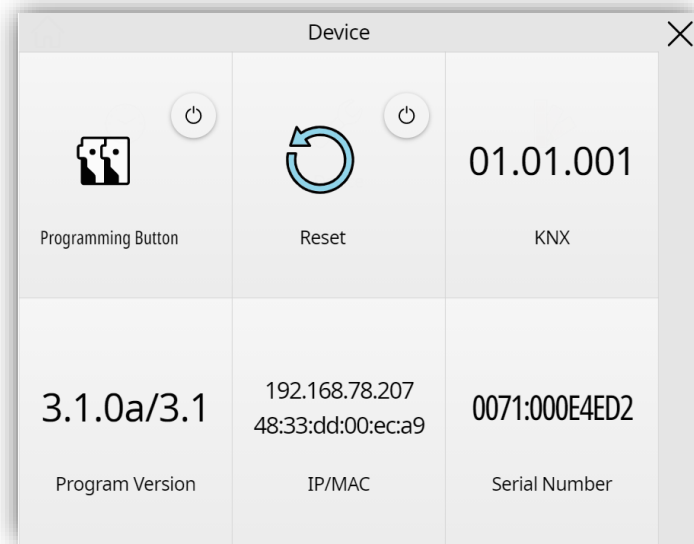 Device
Programming Button
Reset
01.01.001
KNX
3.1.0a/3.1
Program Version
192.168.78.207
48:33:dd:00:ec:a9
IP/MAC
0071:000E4ED2
Serial Number